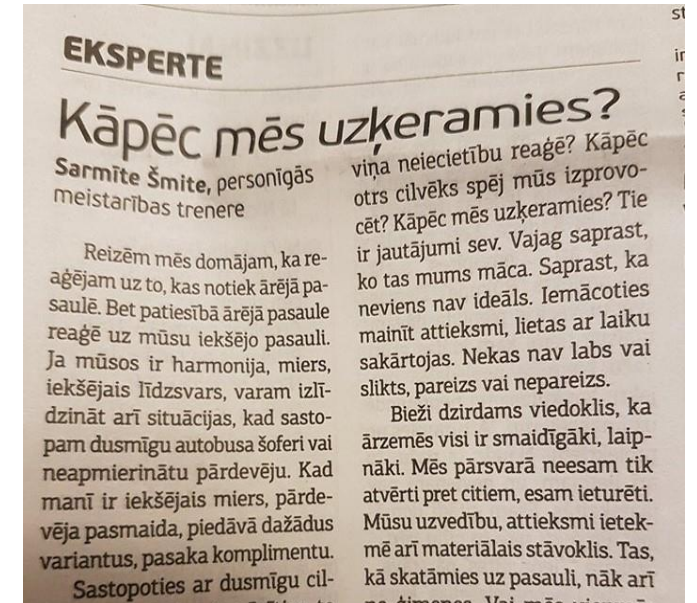 EKSPERTE
Kāpēc mēs uzķeramies?
Sarmīte Šmite, personīgās
meistarības trenere
Reizēm mēs domājam, ka re-
aģējam uz to, kas notiek ārējā pa-
saulē. Bet patiesībā ārējā pasaule
reaģē uz mūsu iekšējo pasauli.
Ja mūsos ir harmonija, miers,
iekšējais līdzsvars, varam izlī-
dzināt arī situācijas, kad sasto-
pam dusmīgu autobusa šoferi vai
neapmierinātu pārdevēju. Kad
manī ir iekšējais miers, pārde-
vēja pasmaida, piedāvā dažādus
variantus, pasaka komplimentu.
Sastopoties ar dusmīgu cil-
viņa neiecietību reaģē? Kāpēc
otrs cilvēks spēj mūs izprovo-
cēt? Kāpēc mēs uzķeramies? Tie
ir jautājumi sev. Vajag saprast,
ko tas mums māca. Saprast, ka
neviens nav ideāls. Iemācoties
mainīt attieksmi, lietas ar laiku
sakārtojas. Nekas nav labs vai
slikts, pareizs vai nepareizs.
Bieži dzirdams viedoklis, ka
ārzemēs visi ir smaidīgāki, laip-
nāki. Mēs pārsvarā neesam tik
atvērti pret citiem, esam ieturēti.
Mūsu uzvedību, attieksmi ietek-
mē arī materiālais stāvoklis. Tas,
kā skatāmies uz pasauli, nāk arī